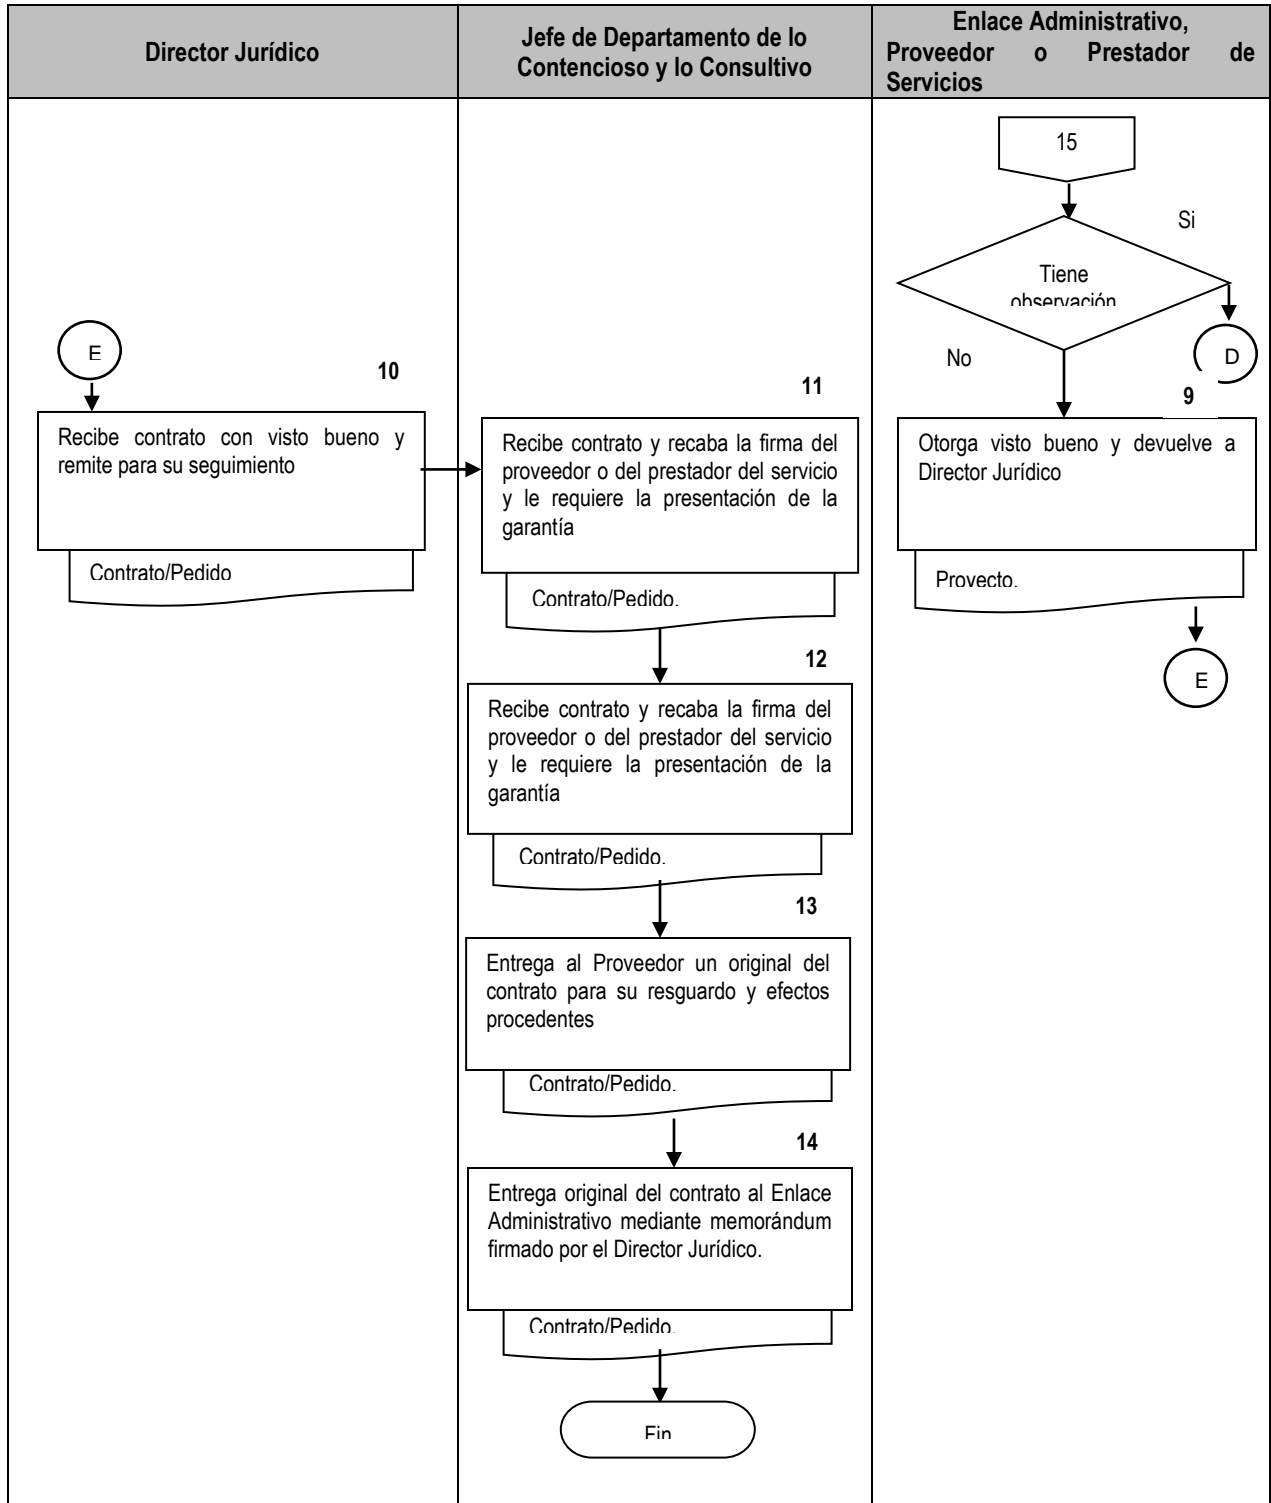 Director Jurídico
Jefe de Departamento de lo
Contencioso y lo Consultivo
Enlace Administrativo,
Proveedor o Prestador de
Servicios
15
Si
Tiene
observación
No
D
E
10
Recibe contrato con visto bueno y
remite para su seguimiento
Contrato/Pedido
11
Recibe contrato y recaba la firma del
proveedor o del prestador del servicio
y le requiere la presentación de la
garantía
Contrato/Pedido.
9
Otorga visto bueno y devuelve a
Director Jurídico
Proyecto.
E
12
Recibe contrato y recaba la firma del
proveedor o del prestador del servicio
y le requiere la presentación de la
garantía
Contrato/Pedido.
13
Entrega al Proveedor un original del
contrato para su resguardo y efectos
procedentes
Contrato/Pedido.
14
Entrega original del contrato al Enlace
Administrativo mediante memorándum
firmado por el Director Jurídico.
Contrato/Pedido.
Fin